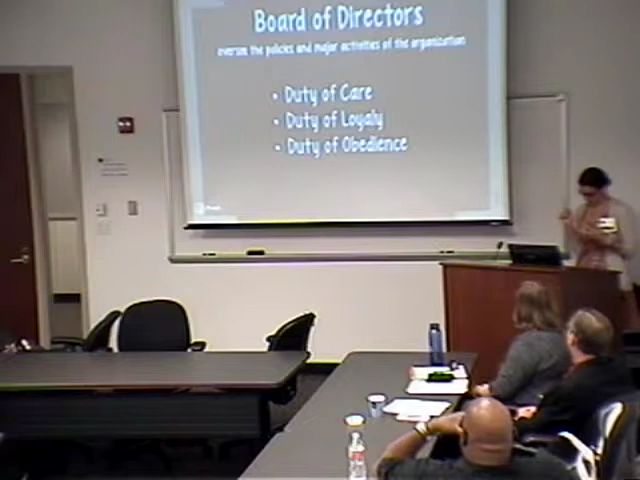 Board of Directors
oversee the policies and major activities of the organization
• Duty of Care
• Duty of Loyalty
• Duty of Obedience